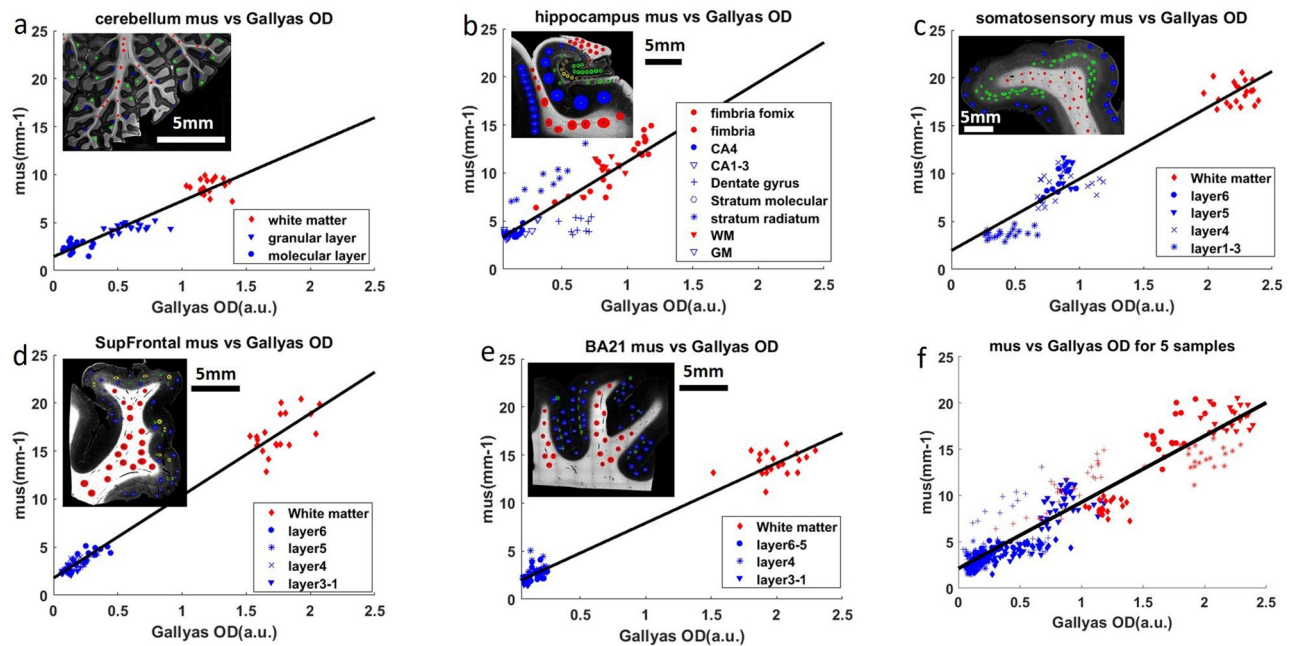 a
cerebellum mus vs Gallyas OD
25
20
15
10
5
0
mus(mm-1)
5mm
white matter
granular layer
molecular layer
0 0.5 1 1.5 2 2.5
Gallyas OD(a.u.)
b
hippocampus mus vs Gallyas OD
25
20
15
10
5
0
mus(mm-1)
5mm
fimbria fornix
fimbria
CA4
CA1-3
Dentate gyrus
Stratum molecular
stratum radiatum
WM
GM
0 0.5 1 1.5 2 2.5
Gallyas OD(a.u.)
c
somatosensory mus vs Gallyas OD
25
20
15
10
5
0
mus(mm-1)
5mm
White matter
layer6
layer5
layer4
layer1-3
0 0.5 1 1.5 2 2.5
Gallyas OD(a.u.)
d
SupFrontal mus vs Gallyas OD
25
20
15
10
5
0
mus(mm-1)
5mm
White matter
layer6
layer5
layer4
layer3-1
0 0.5 1 1.5 2 2.5
Gallyas OD(a.u.)
e
BA21 mus vs Gallyas OD
25
20
15
10
5
0
mus(mm-1)
5mm
White matter
layer6-5
layer4
layer3-1
0 0.5 1 1.5 2 2.5
Gallyas OD(a.u.)
f
mus vs Gallyas OD for 5 samples
25
20
15
10
5
0
mus(mm-1)
0 0.5 1 1.5 2 2.5
Gallyas OD(a.u.)